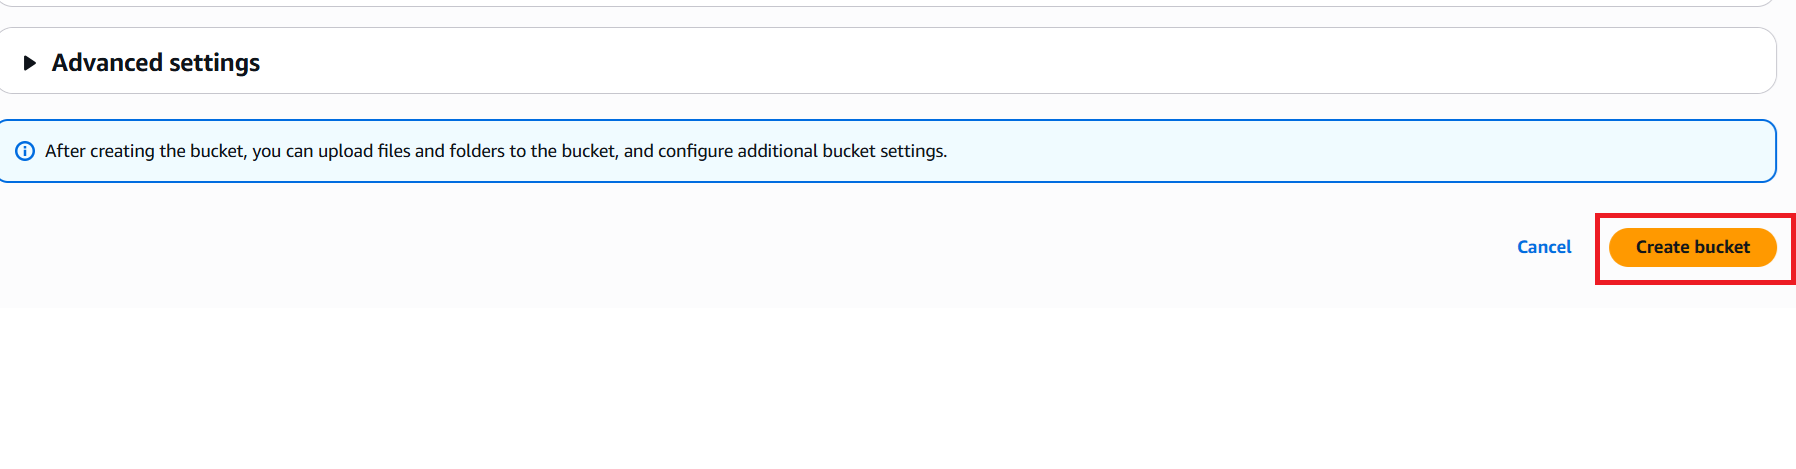 Advanced settings
After creating the bucket, you can upload files and folders to the bucket, and configure additional bucket settings.
Cancel
Create bucket